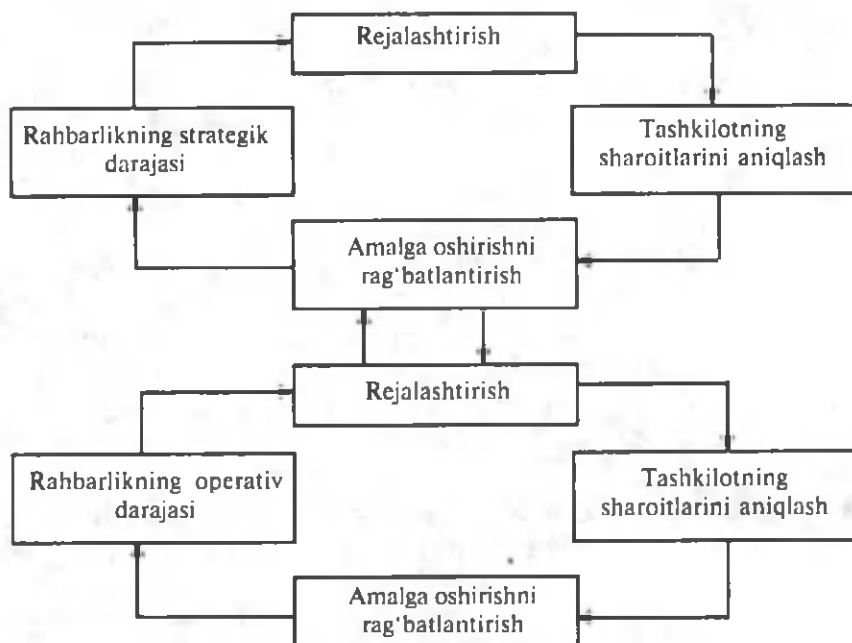 Rejalashtirish
Rahbarlikning strategik
darajasi
Tashkilotning
sharoitlarini aniqlash
Amalga oshirishni
rag‘batlantirish
Rejalashtirish
Rahbarlikning operativ
darajasi
Tashkilotning
sharoitlarini aniqlash
Amalga oshirishni
rag‘batlantirish